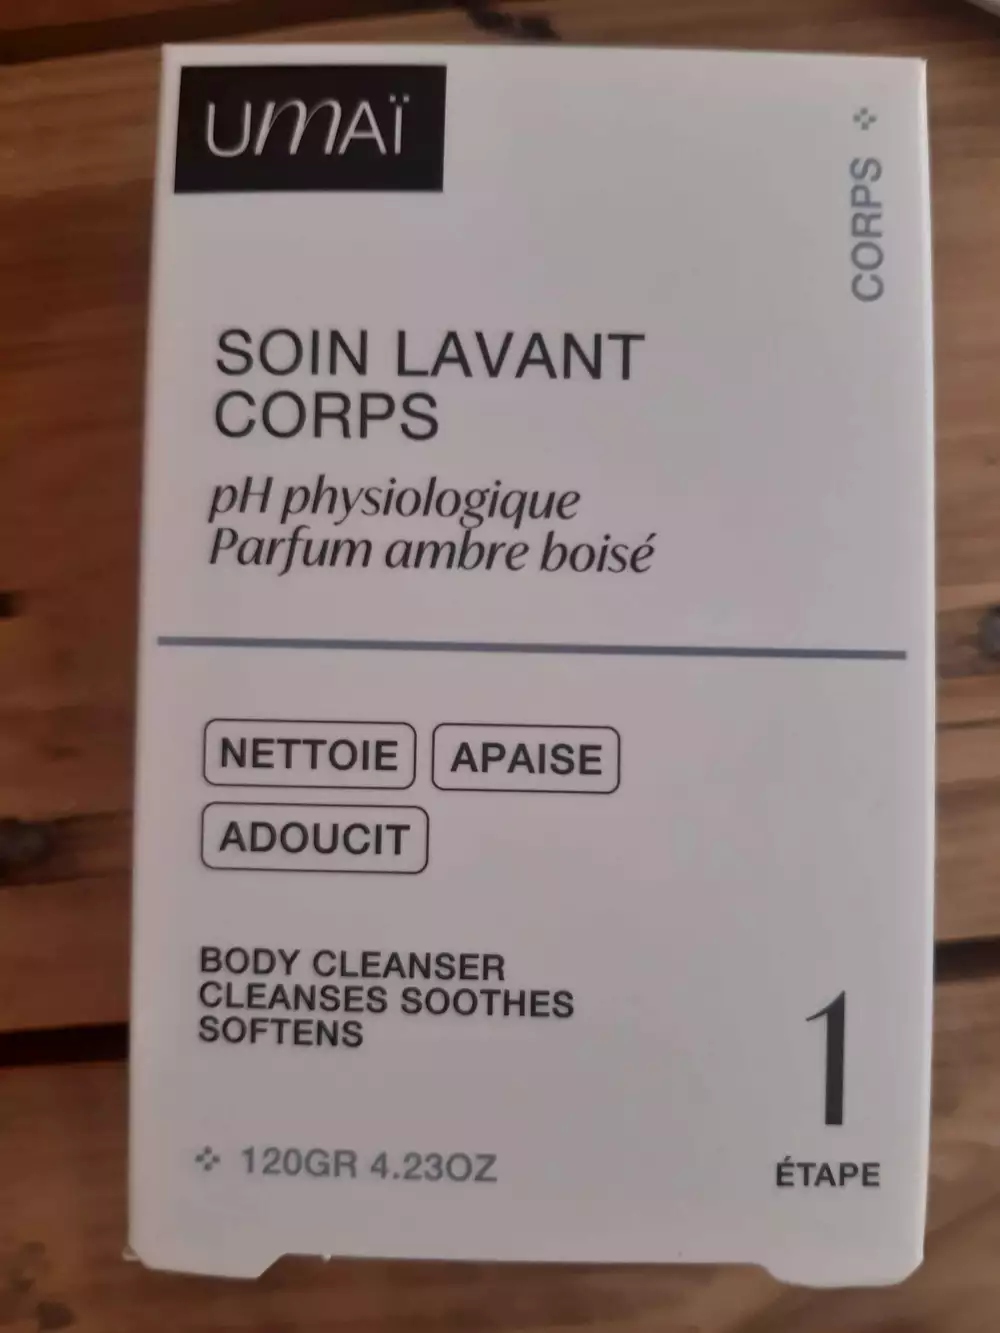 UMAÏ
CORPS
SOIN LAVANT
CORPS
pH physiologique
Parfum ambre boisé
NETTOIE
APAISE
ADOUCIT
BODY CLEANSER
CLEANSES SOOTHES
SOFTENS
120GR 4.23OZ
1
ÉTAPE